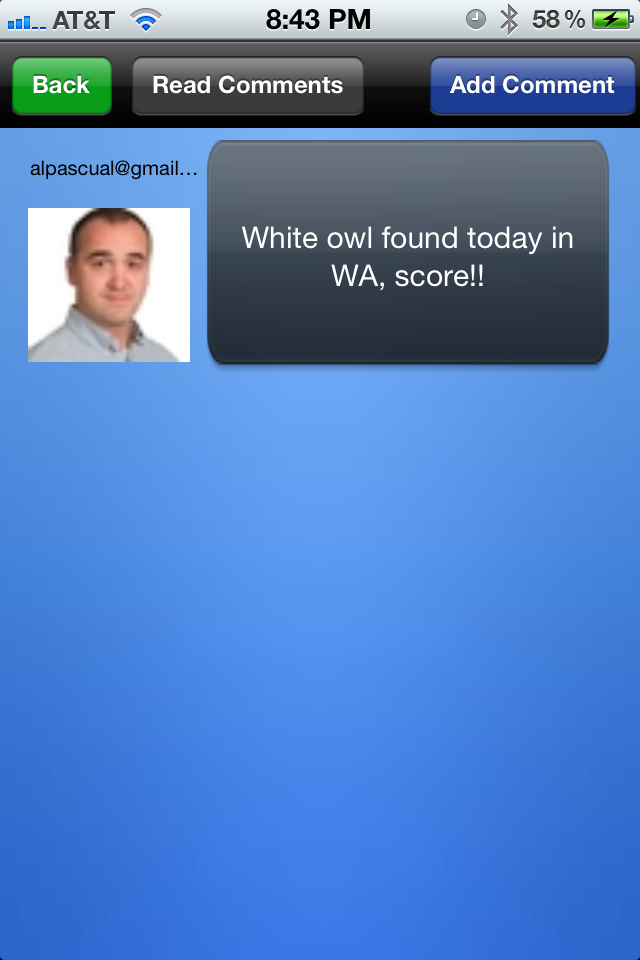 AT&T 8:43 PM 58 %
Back Read Comments Add Comment
alpascual@gmail...
White owl found today in
WA, score!!